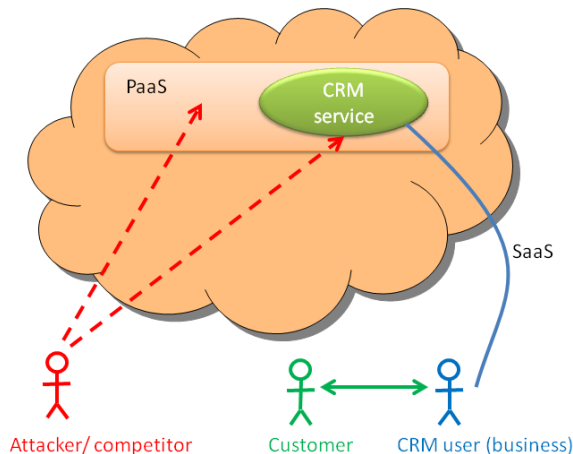 PaaS
CRM
service
SaaS
Attacker/ competitor
Customer
CRM user (business)